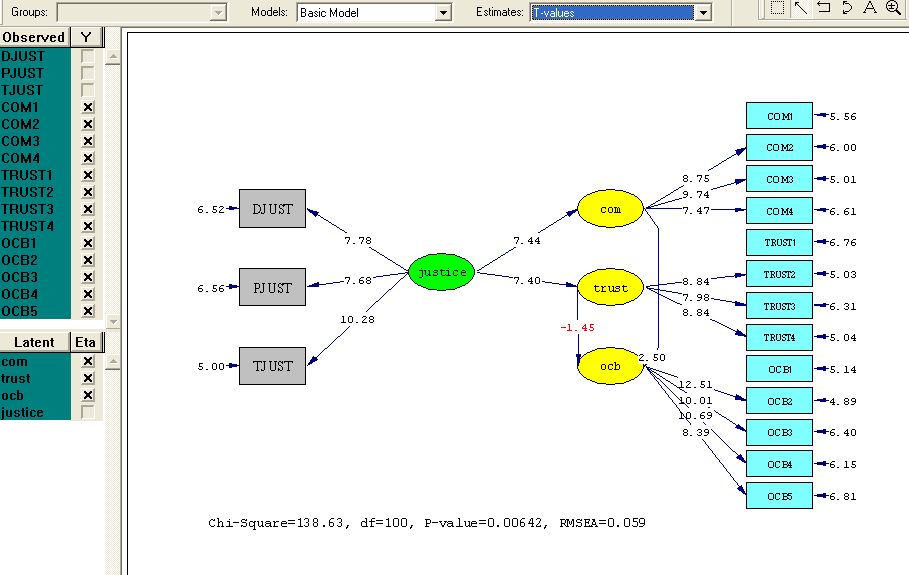 Groups: Models: Basic Model Estimates: T-values
Observed Y
DJUST
PJUST
TJUST
COM1
COM2
COM3
COM4
TRUST1
TRUST2
TRUST3
TRUST4
OCB1
OCB2
OCB3
OCB4
OCB5
Latent Eta
com
trust
ocb
justice
6.52 DJUST
6.56 PJUST
5.00 TJUST
7.78
7.68
10.28
justice
7.44
7.40
com
trust
-1.45
ocb
2.50
8.75
9.74
7.47
8.84
7.98
8.84
12.51
10.01
10.69
8.39
COM1 5.56
COM2 6.00
COM3 5.01
COM4 6.61
TRUST1 6.76
TRUST2 5.03
TRUST3 6.31
TRUST4 5.04
OCB1 5.14
OCB2 4.89
OCB3 6.40
OCB4 6.15
OCB5 6.81
Chi-Square=138.63, df=100, P-value=0.00642, RMSEA=0.059